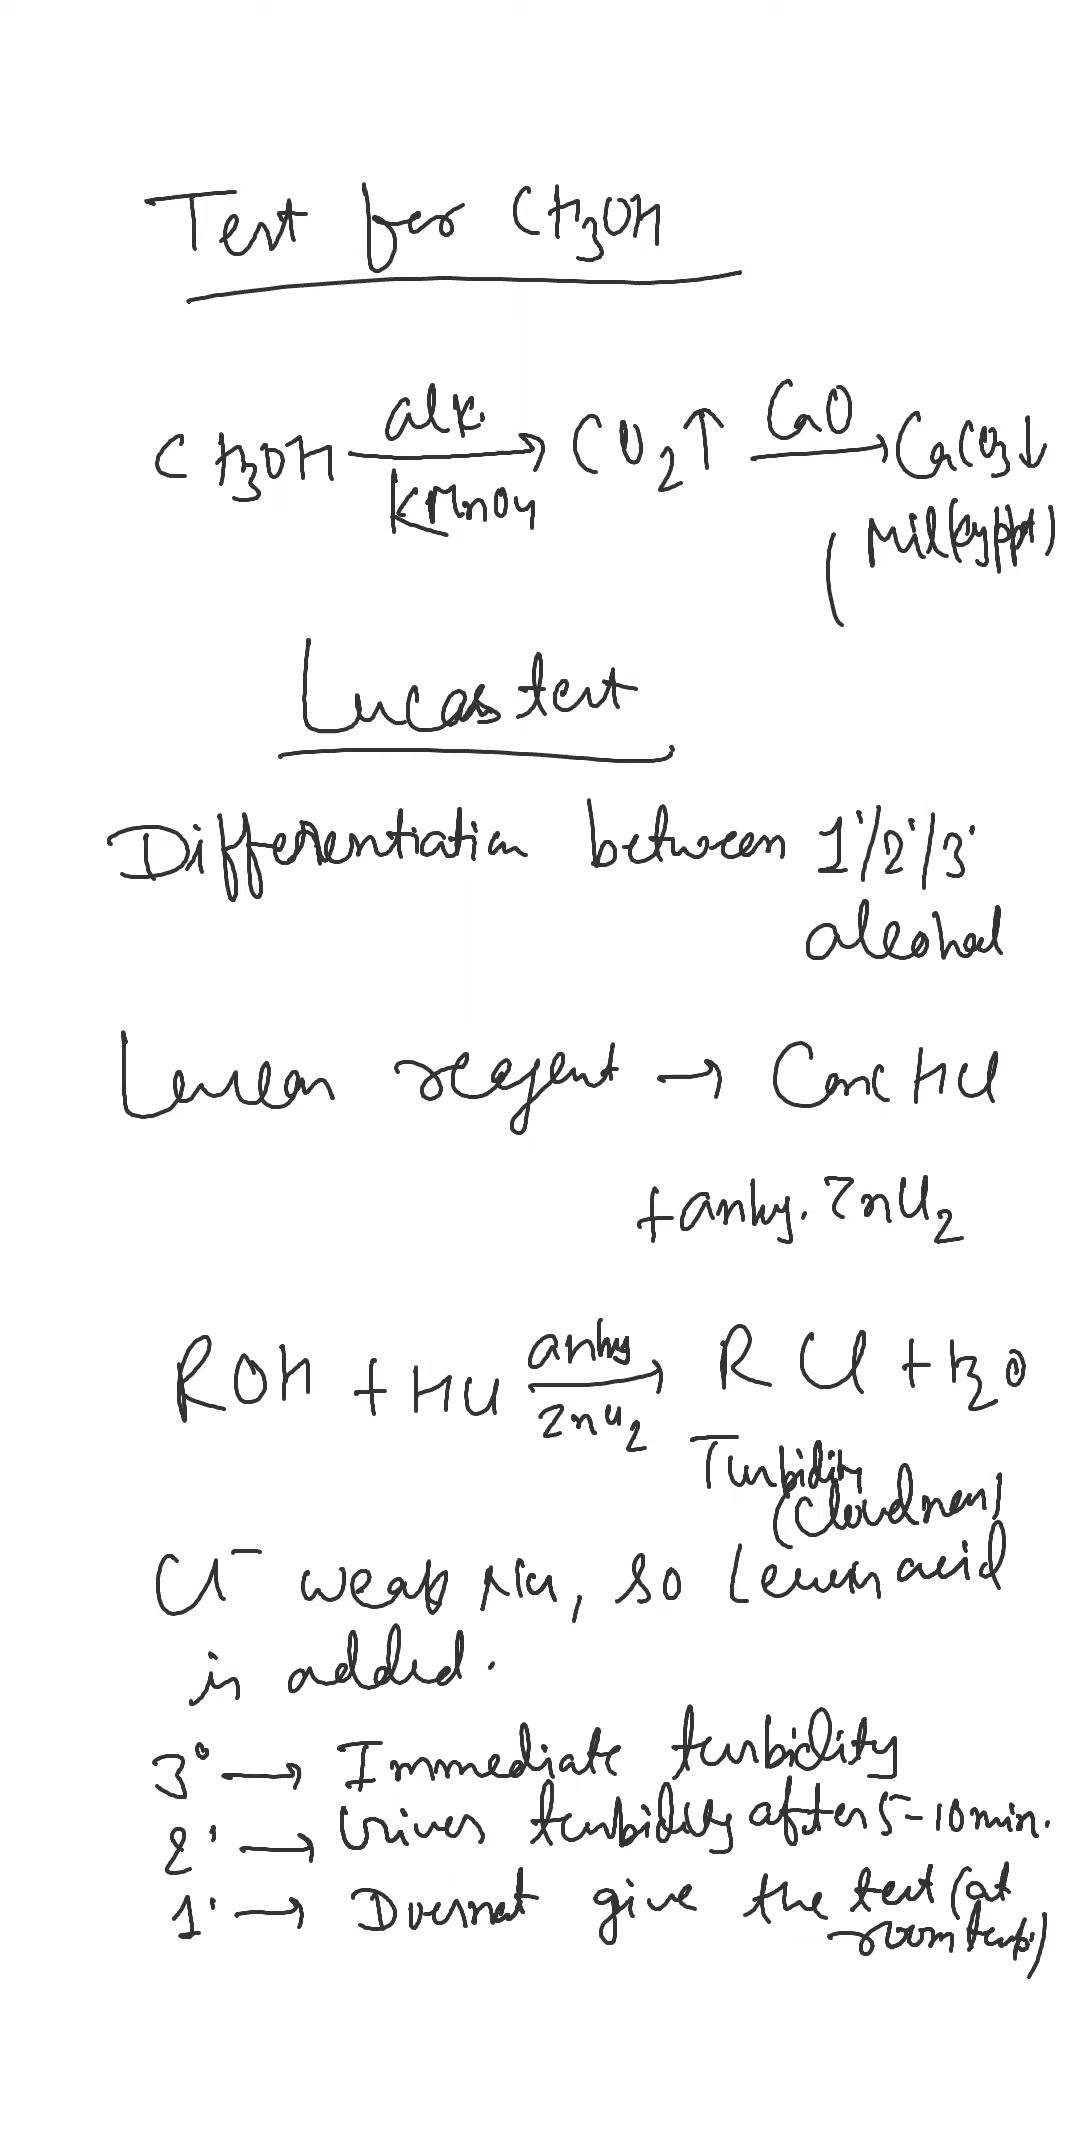 Test for CH3OH
CH3OH —alk. KMnO4→ CO2↑ —CaO→ CaCO3↓
(Milky ppt)
Lucas test
Differentiation between 1°/2°/3°
alcohol
Lucas reagent → Conc HCl
+ anhy. ZnCl2
ROH + HCl —anhy ZnCl2→ RCl + H2O
Turbidity
(Cloudness)
Cl⁻ weak Nu, so Lewis acid
is added.
3° → Immediate turbidity
2° → Gives turbidity after 5-10 min.
1° → Doesnot give the test (at
room temp)